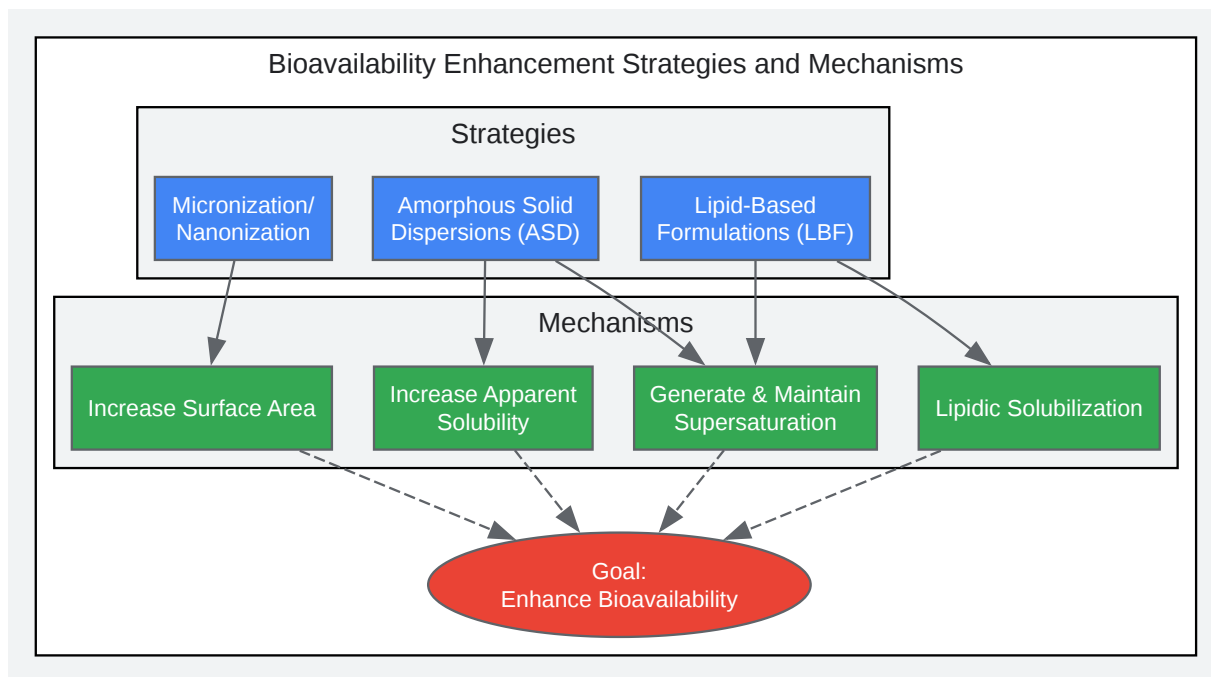 Bioavailability Enhancement Strategies and Mechanisms
Strategies
Micronization/
Nanonization
Amorphous Solid
Dispersions (ASD)
Lipid-Based
Formulations (LBF)
Mechanisms
Increase Surface Area
Increase Apparent
Solubility
Generate & Maintain
Supersaturation
Lipidic Solubilization
Goal:
Enhance Bioavailability